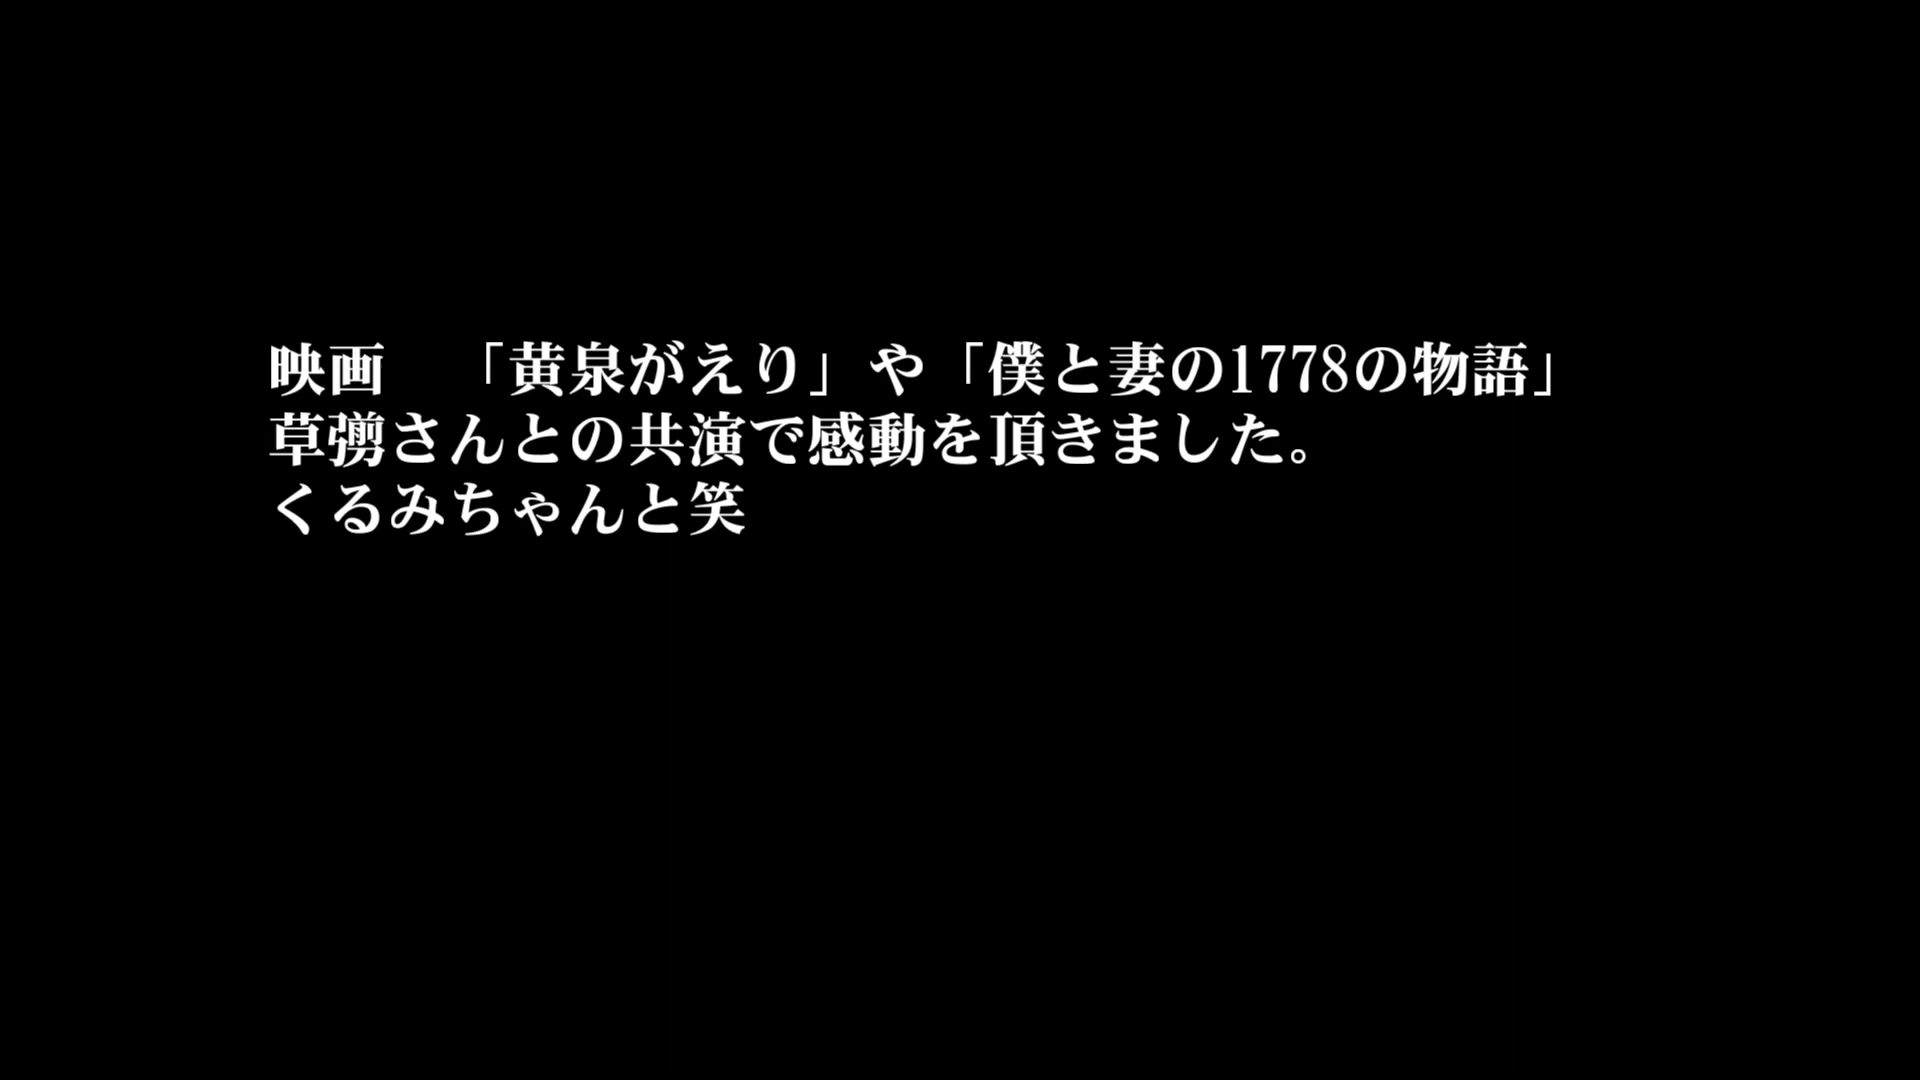 映画　「黄泉がえり」や「僕と妻の1778の物語」
草彅さんとの共演で感動を頂きました。
くるみちゃんと笑